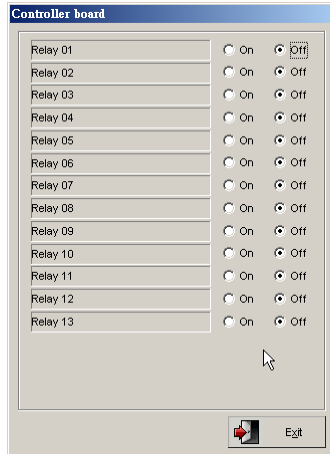 Controller board
Relay 01 On Off
Relay 02 On Off
Relay 03 On Off
Relay 04 On Off
Relay 05 On Off
Relay 06 On Off
Relay 07 On Off
Relay 08 On Off
Relay 09 On Off
Relay 10 On Off
Relay 11 On Off
Relay 12 On Off
Relay 13 On Off
Exit